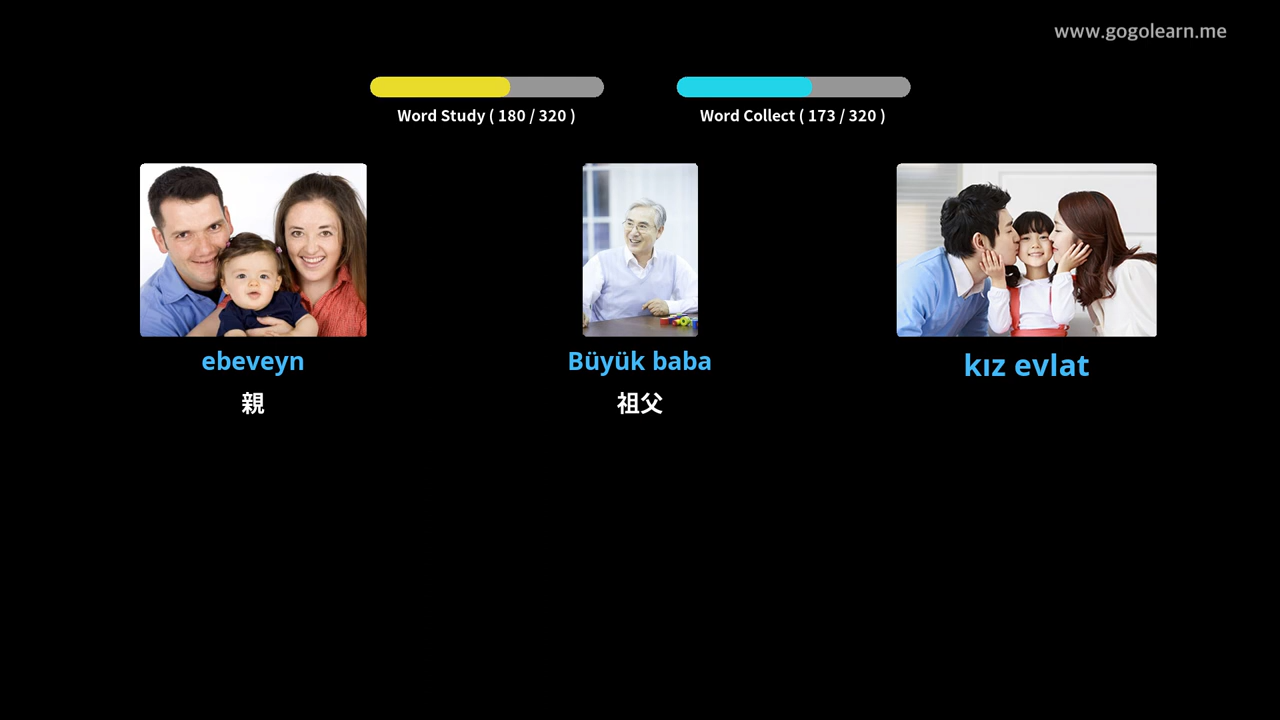 www.gogolearn.me
Word Study ( 180 / 320 )
Word Collect ( 173 / 320 )
ebeveyn
親
Büyük baba
祖父
kız evlat